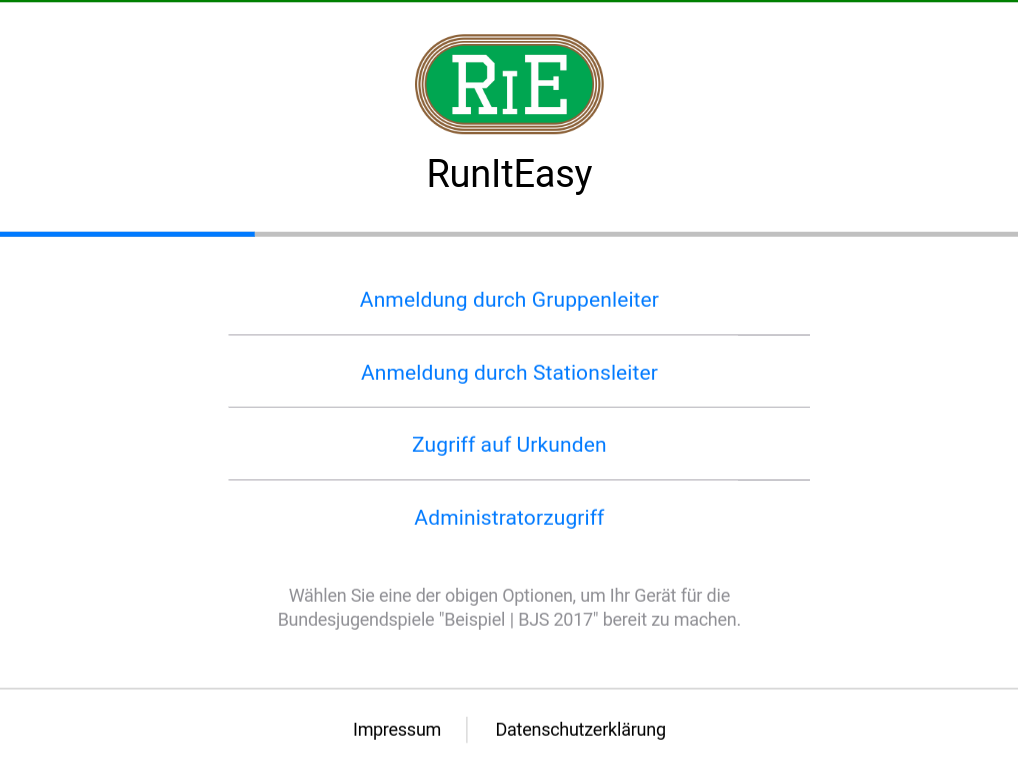 RIE
RunItEasy
Anmeldung durch Gruppenleiter
Anmeldung durch Stationsleiter
Zugriff auf Urkunden
Administratorzugriff
Wählen Sie eine der obigen Optionen, um Ihr Gerät für die
Bundesjugendspiele "Beispiel | BJS 2017" bereit zu machen.
Impressum
Datenschutzerklärung